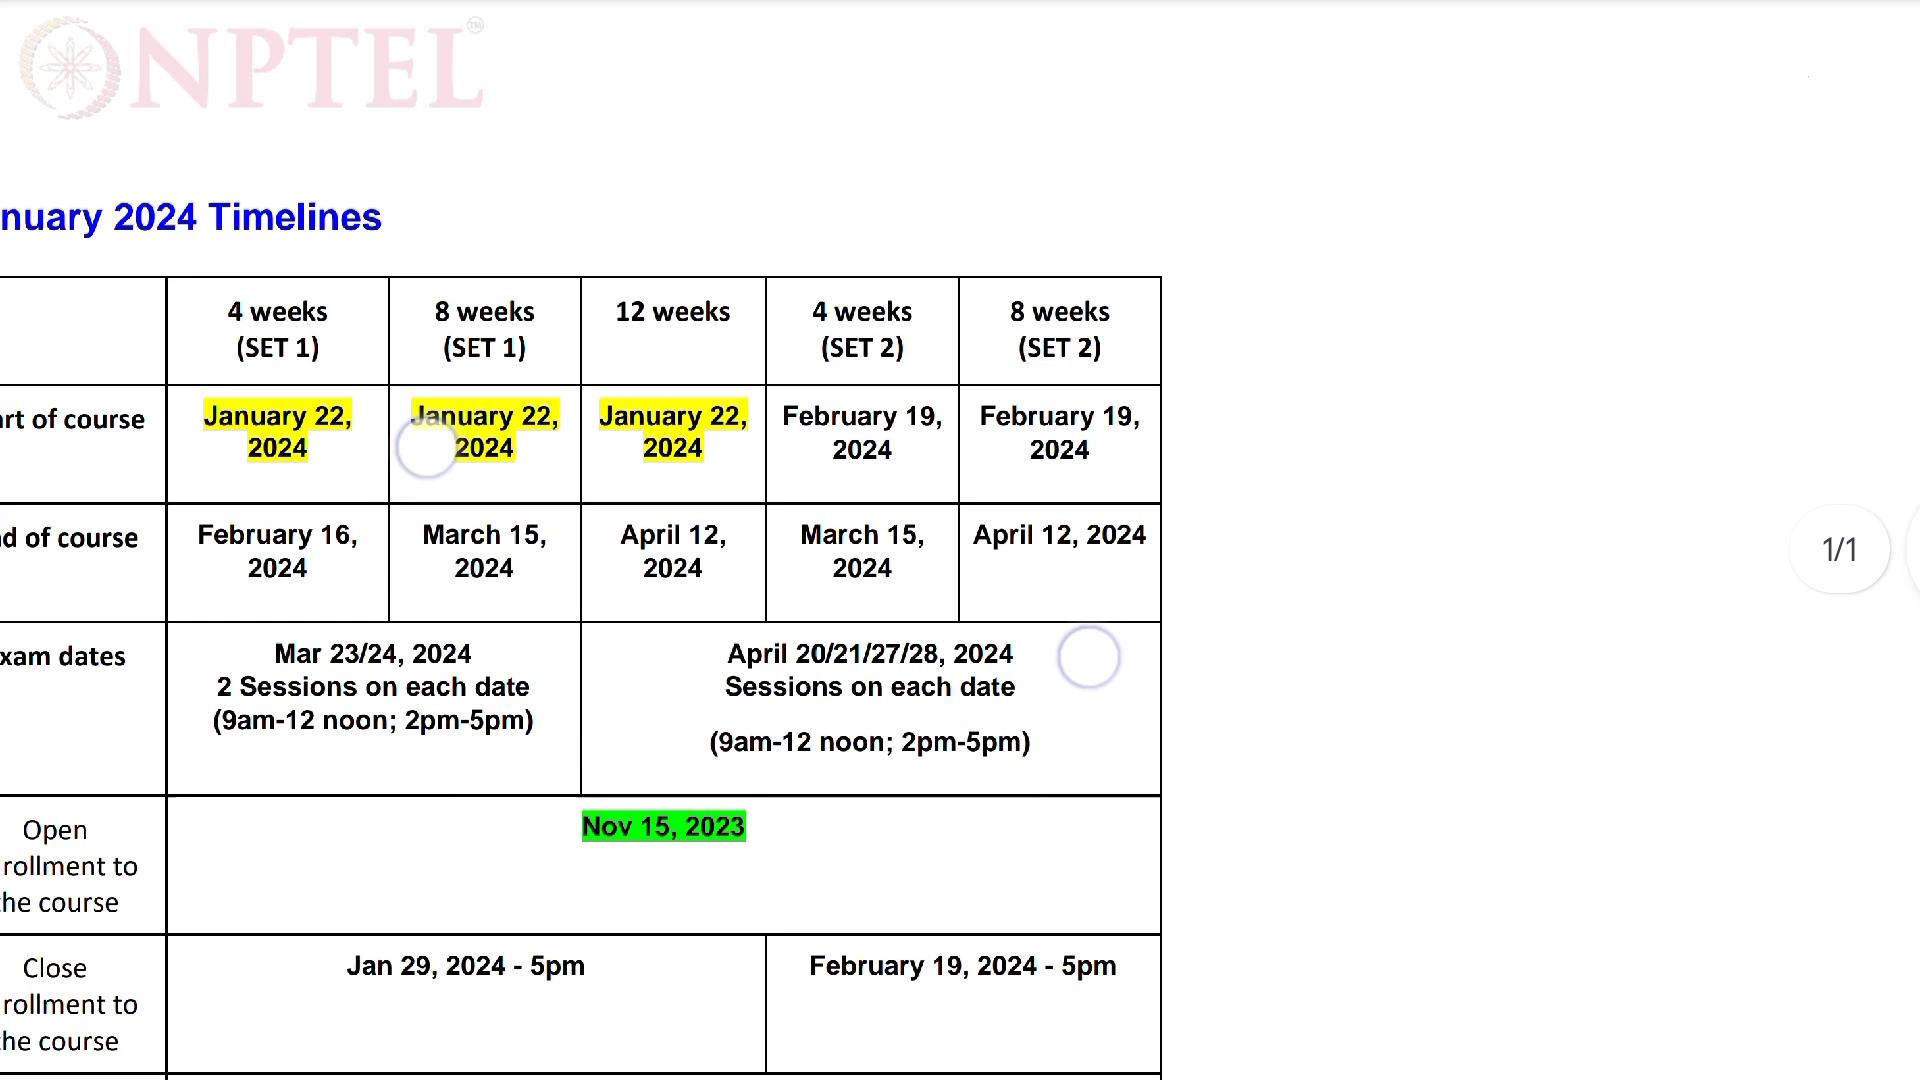 NPTEL
TM
nuary 2024 Timelines
4 weeks
(SET 1)
8 weeks
(SET 1)
12 weeks
4 weeks
(SET 2)
8 weeks
(SET 2)
art of course
January 22,
2024
January 22,
2024
January 22,
2024
February 19,
2024
February 19,
2024
d of course
February 16,
2024
March 15,
2024
April 12,
2024
March 15,
2024
April 12, 2024
xam dates
Mar 23/24, 2024
2 Sessions on each date
(9am-12 noon; 2pm-5pm)
April 20/21/27/28, 2024
Sessions on each date
(9am-12 noon; 2pm-5pm)
Open
rollment to
he course
Nov 15, 2023
Close
rollment to
he course
Jan 29, 2024 - 5pm
February 19, 2024 - 5pm
1/1